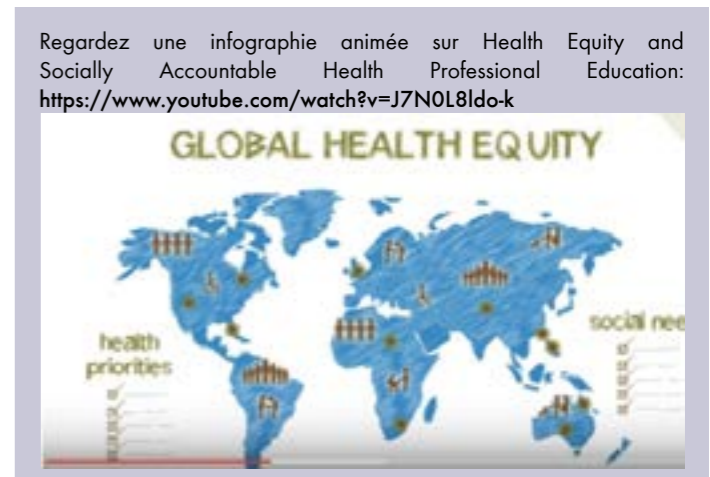 Regardez une infographie animée sur Health Equity and
Socially Accountable Health Professional Education:
https://www.youtube.com/watch?v=J7N0L8ldo-k
GLOBAL HEALTH EQUITY
health
priorities
social nee